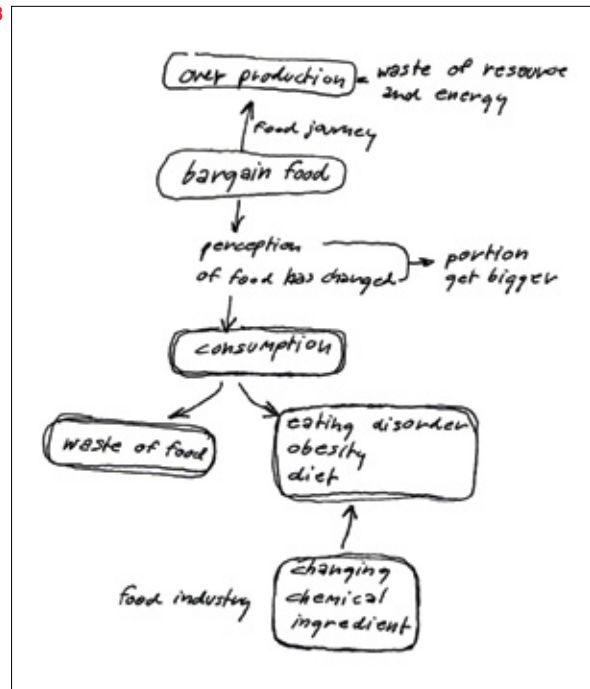 3
over production
waste of resource
and energy
food journey
bargain food
perception
of food has changed
portion
get bigger
consumption
waste of food
eating disorder
obesity
diet
food industry
changing
chemical
ingredient